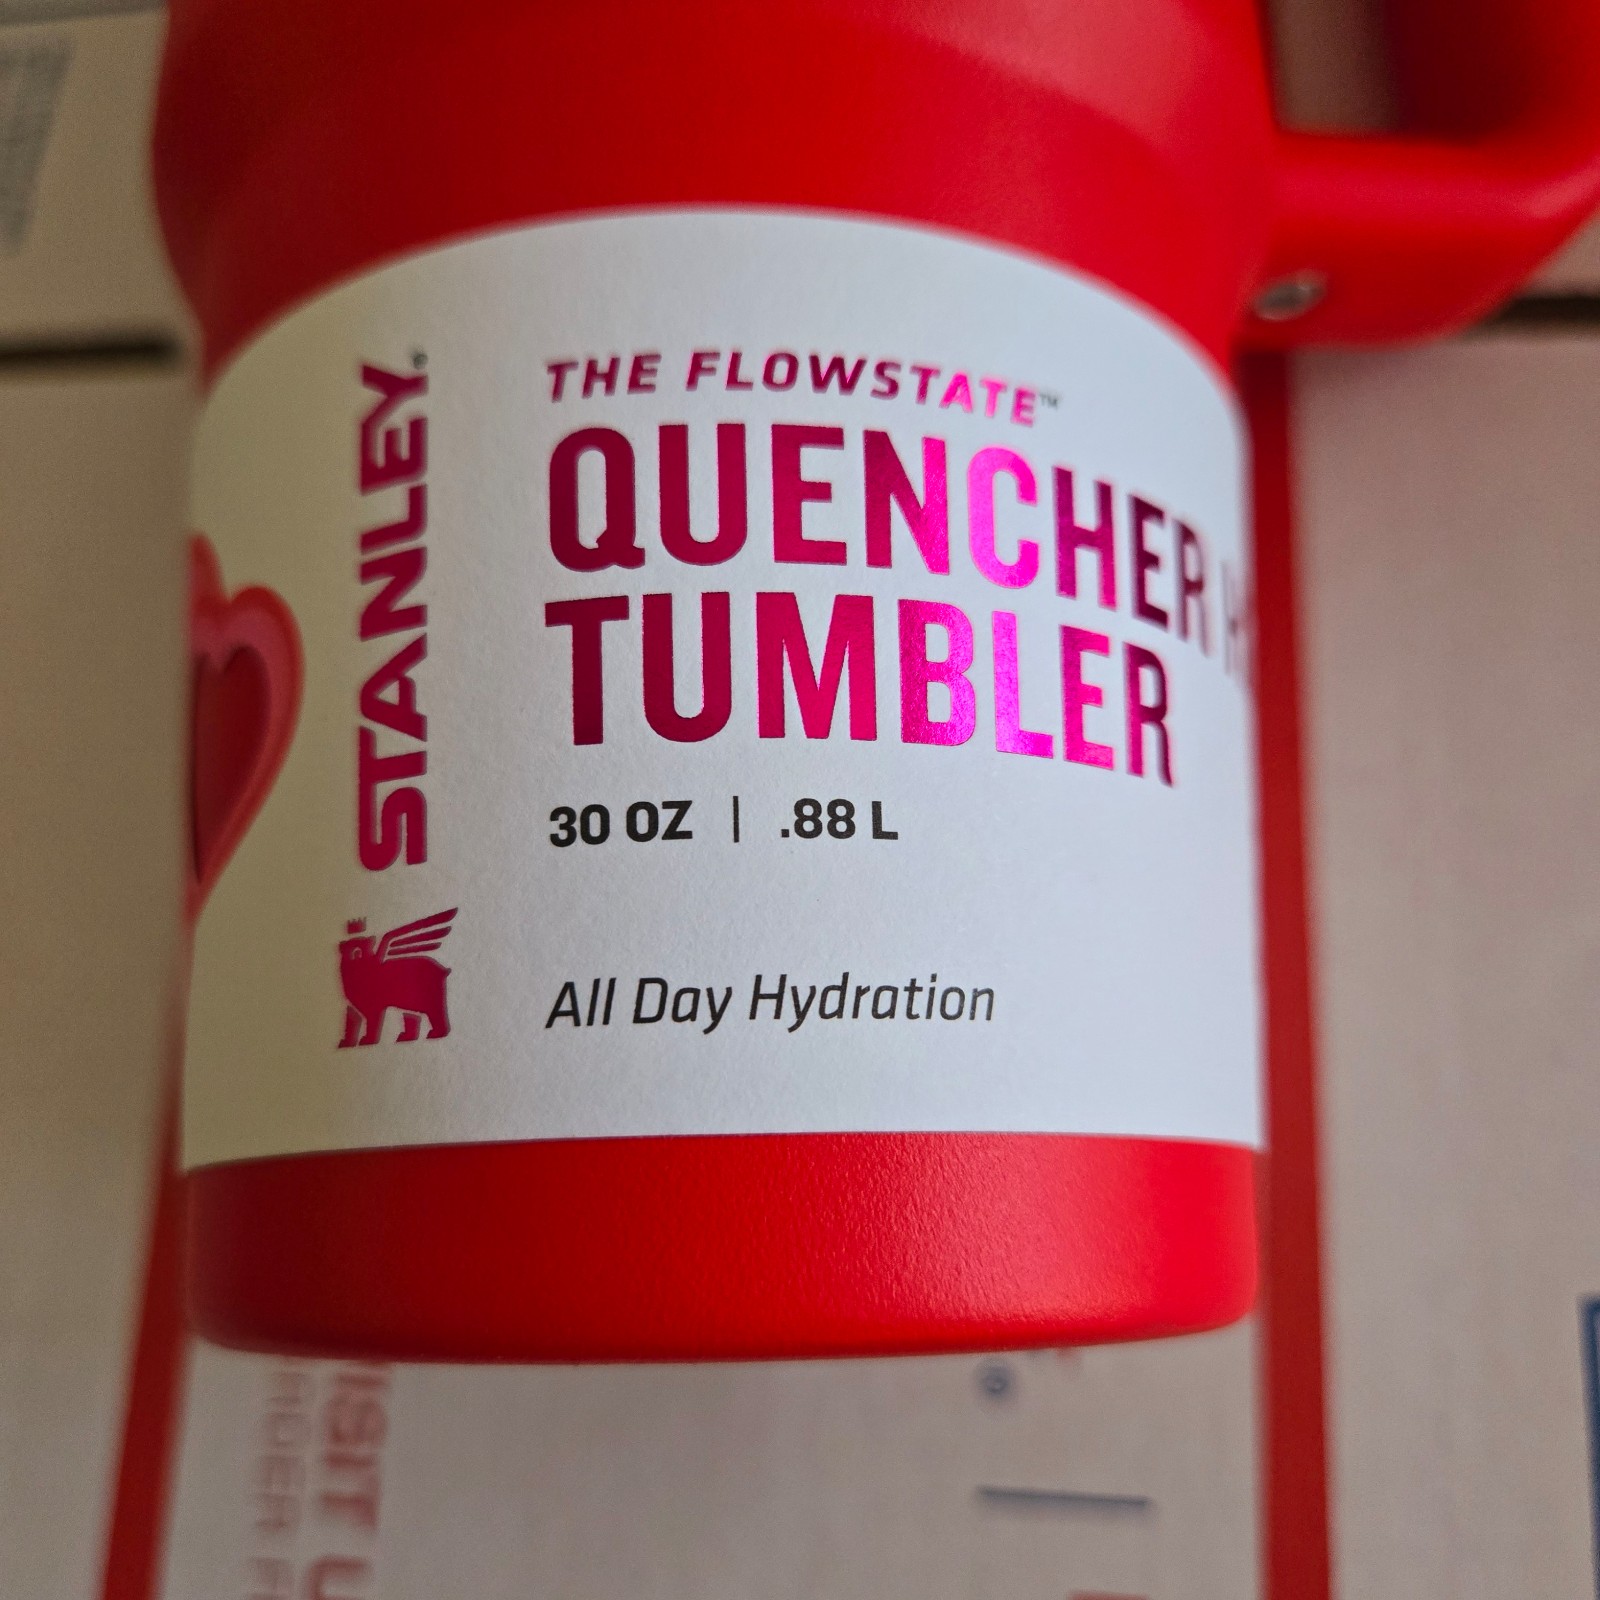 STANLEY®
THE FLOWSTATE™
QUENCHER H
TUMBLER
30 OZ | .88 L
All Day Hydration